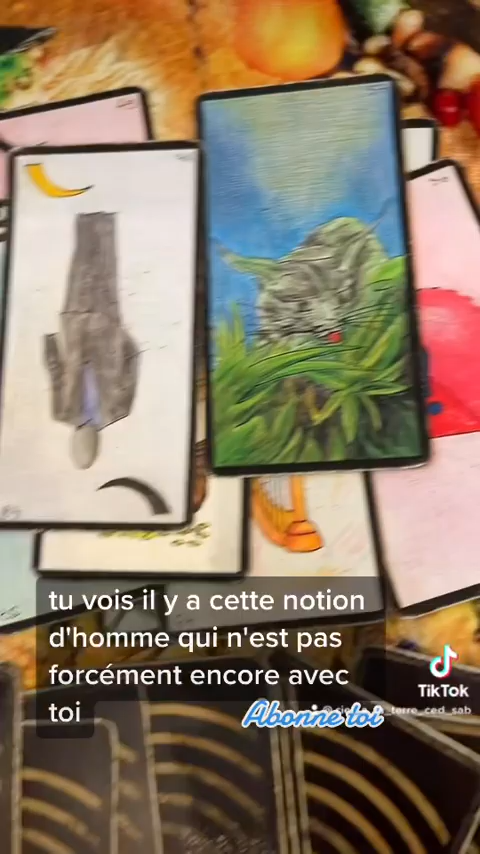 tu vois il y a cette notion
d'homme qui n'est pas
forcément encore avec
toi
Abonne toi
TikTok